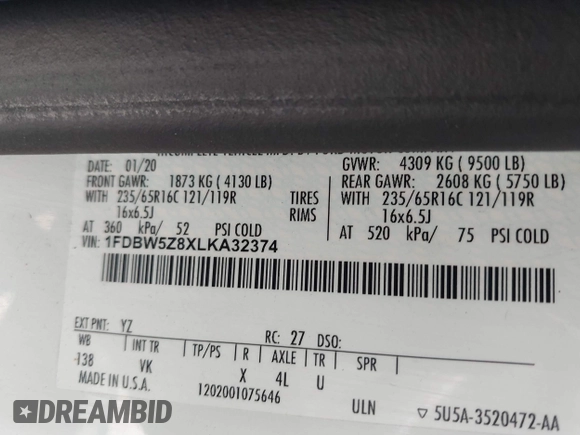 DATE: 01/20 GVWR: 4309 KG ( 9500 LB)
FRONT GAWR: 1873 KG ( 4130 LB) REAR GAWR: 2608 KG ( 5750 LB)
WITH 235/65R16C 121/119R TIRES WITH 235/65R16C 121/119R
16x6.5J RIMS 16x6.5J
AT 360 kPa/ 52 PSI COLD AT 520 kPa/ 75 PSI COLD
VIN: 1FDBW5Z8XLKA32374
EXT PNT: YZ RC: 27 DSO:
WB INT TR TP/PS R AXLE TR SPR
-138 VK X 4L U
MADE IN U.S.A. 1202001075646 ULN ▽ 5U5A-3520472-AA
DREAMBID